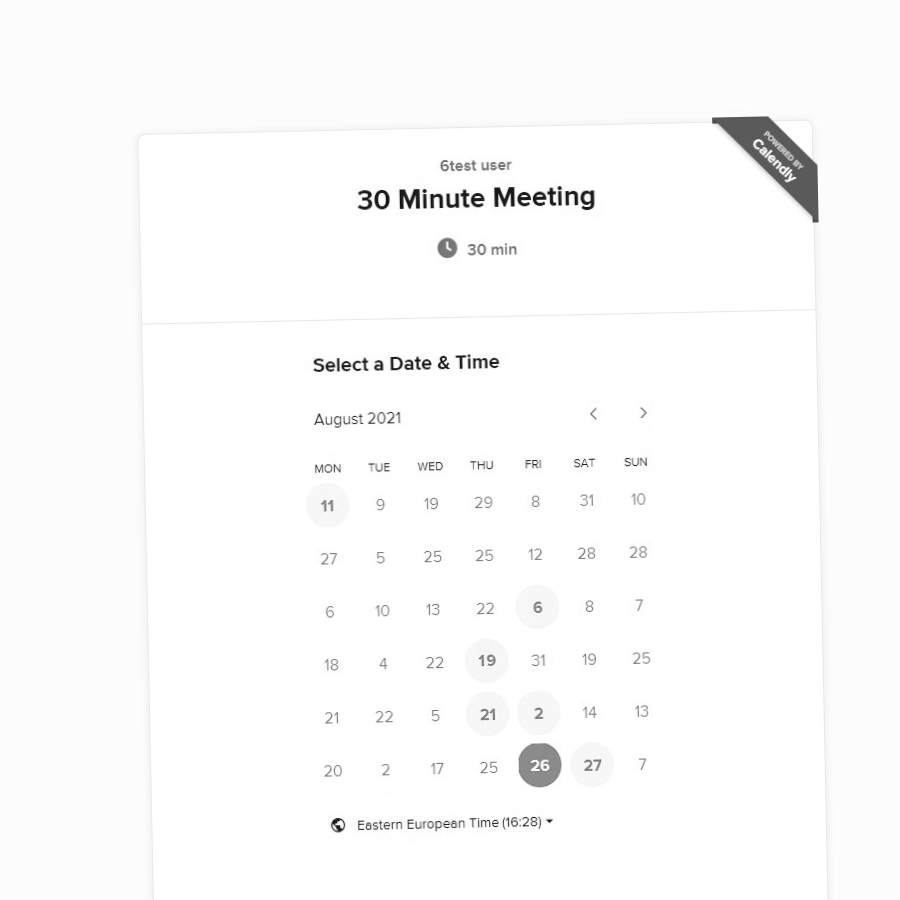 POWERED BY
Calendly
6test user
30 Minute Meeting
30 min
Select a Date & Time
August 2021
MON TUE WED THU FRI SAT SUN
11 9 19 29 8 31 10
27 5 25 25 12 28 28
6 10 13 22 6 8 7
18 4 22 19 31 19 25
21 22 5 21 2 14 13
20 2 17 25 26 27 7
Eastern European Time (16:28)